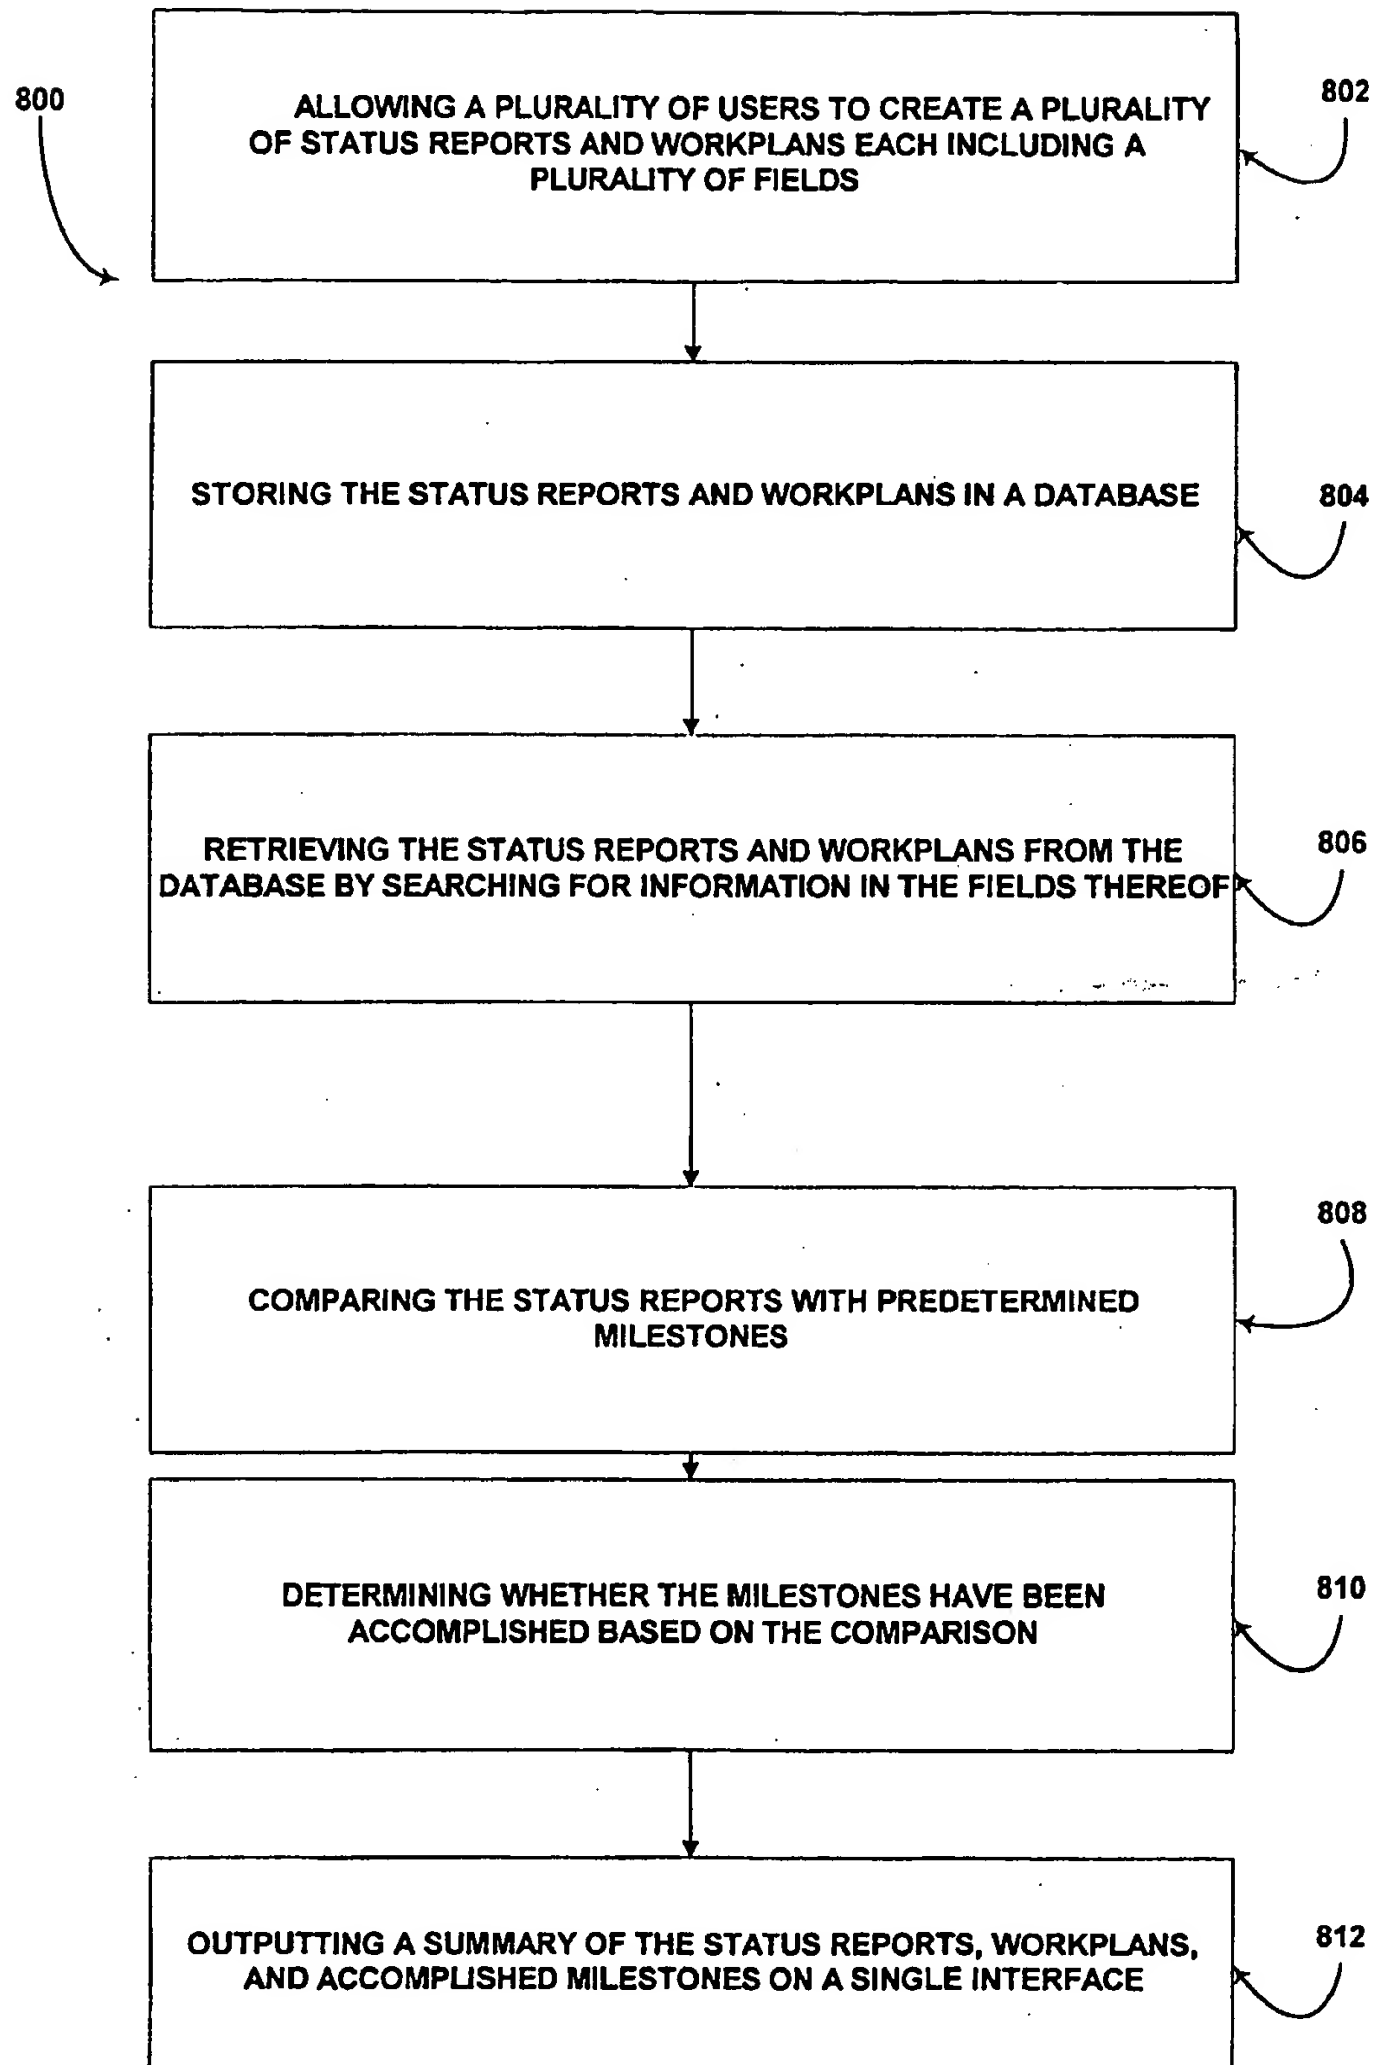 800
802
ALLOWING A PLURALITY OF USERS TO CREATE A PLURALITY
OF STATUS REPORTS AND WORKPLANS EACH INCLUDING A
PLURALITY OF FIELDS
STORING THE STATUS REPORTS AND WORKPLANS IN A DATABASE
804
RETRIEVING THE STATUS REPORTS AND WORKPLANS FROM THE
DATABASE BY SEARCHING FOR INFORMATION IN THE FIELDS THEREOF
806
808
COMPARING THE STATUS REPORTS WITH PREDETERMINED
MILESTONES
DETERMINING WHETHER THE MILESTONES HAVE BEEN
ACCOMPLISHED BASED ON THE COMPARISON
810
OUTPUTTING A SUMMARY OF THE STATUS REPORTS, WORKPLANS,
AND ACCOMPLISHED MILESTONES ON A SINGLE INTERFACE
812